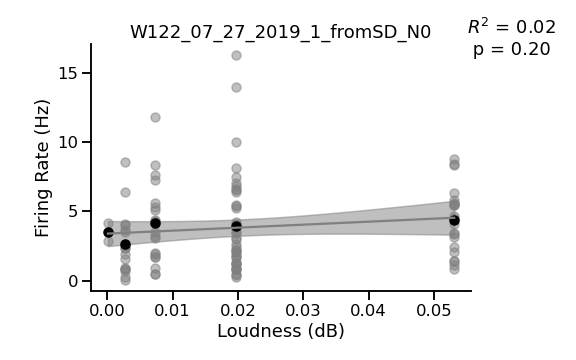 W122_07_27_2019_1_fromSD_N0
R² = 0.02
p = 0.20
Firing Rate (Hz)
15
10
5
0
0.00 0.01 0.02 0.03 0.04 0.05
Loudness (dB)